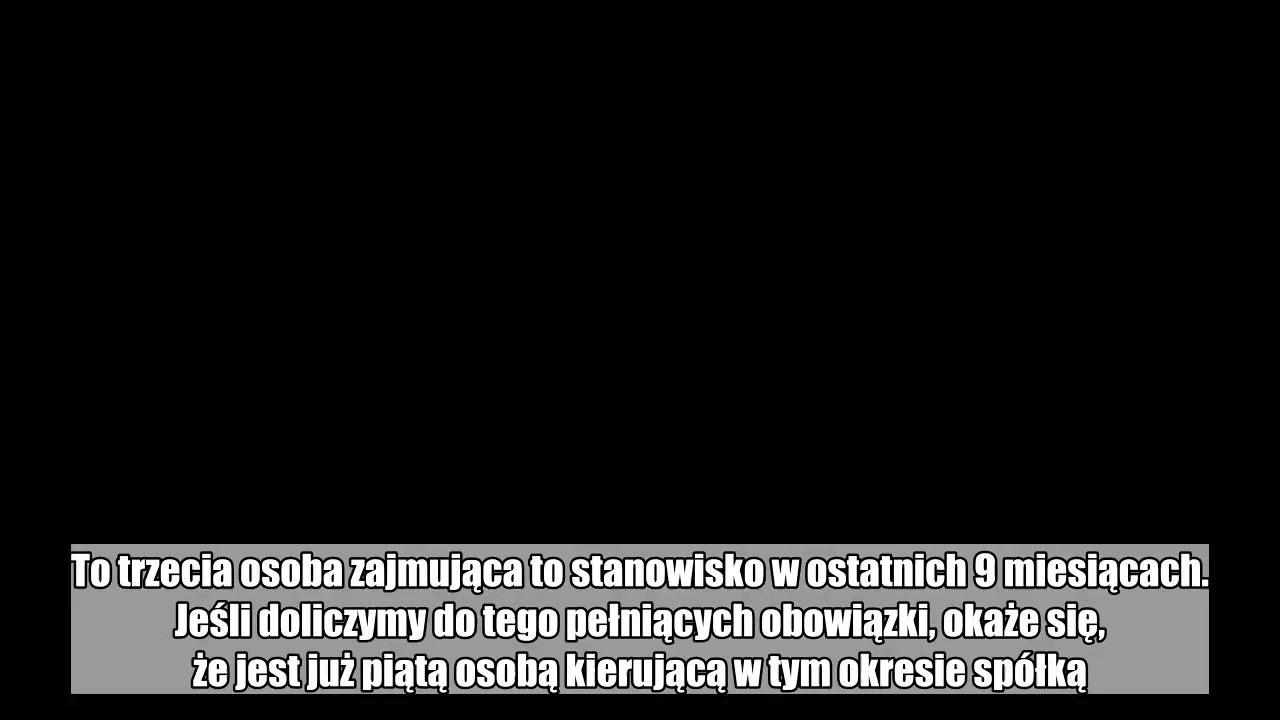 To trzecia osoba zajmująca to stanowisko w ostatnich 9 miesiącach.
Jeśli doliczymy do tego pełniących obowiązki, okaże się,
że jest już piątą osobą kierującą w tym okresie spółką